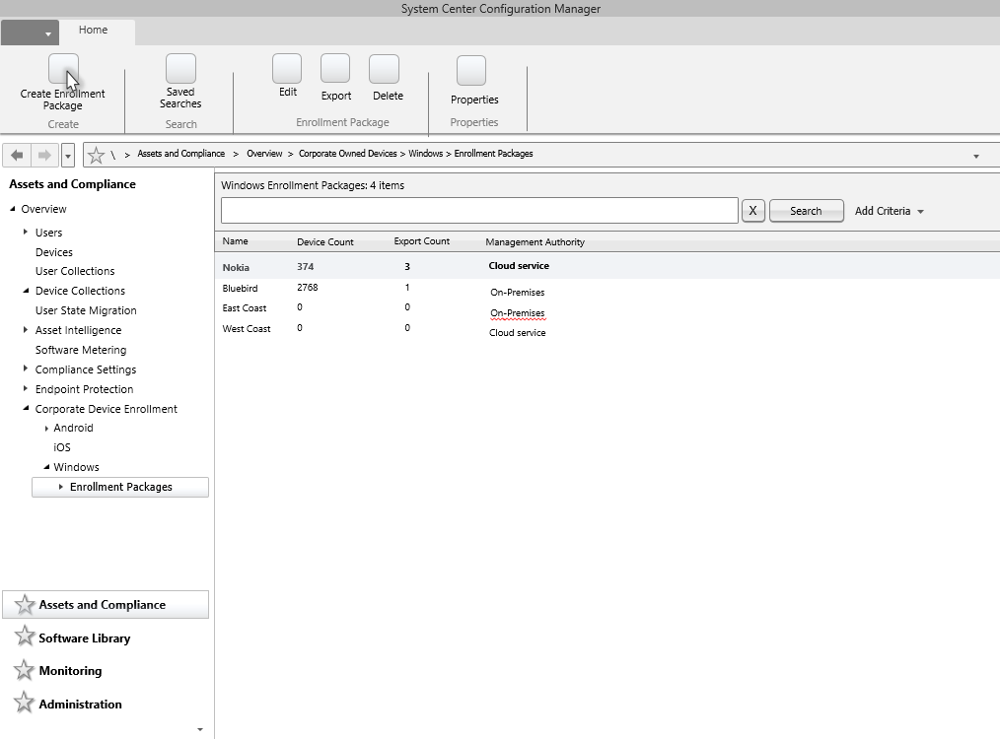 System Center Configuration Manager
Home
Create Enrollment Package
Saved Searches
Edit
Export
Delete
Properties
Create
Search
Enrollment Package
Properties
\ > Assets and Compliance > Overview > Corporate Owned Devices > Windows > Enrollment Packages
Assets and Compliance
Overview
Users
Devices
User Collections
Device Collections
User State Migration
Asset Intelligence
Software Metering
Compliance Settings
Endpoint Protection
Corporate Device Enrollment
Android
iOS
Windows
Enrollment Packages
Assets and Compliance
Software Library
Monitoring
Administration
Windows Enrollment Packages: 4 items
X Search Add Criteria
Name Device Count Export Count Management Authority
Nokia 374 3 Cloud service
Bluebird 2768 1 On-Premises
East Coast 0 0 On-Premises
West Coast 0 0 Cloud service